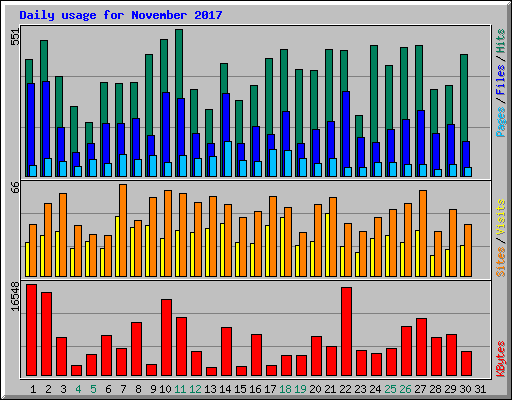 Daily usage for November 2017
551
Pages / Files / Hits
66
Sites / Visits
16548
KBytes
1 2 3 4 5 6 7 8 9 10 11 12 13 14 15 16 17 18 19 20 21 22 23 24 25 26 27 28 29 30 31